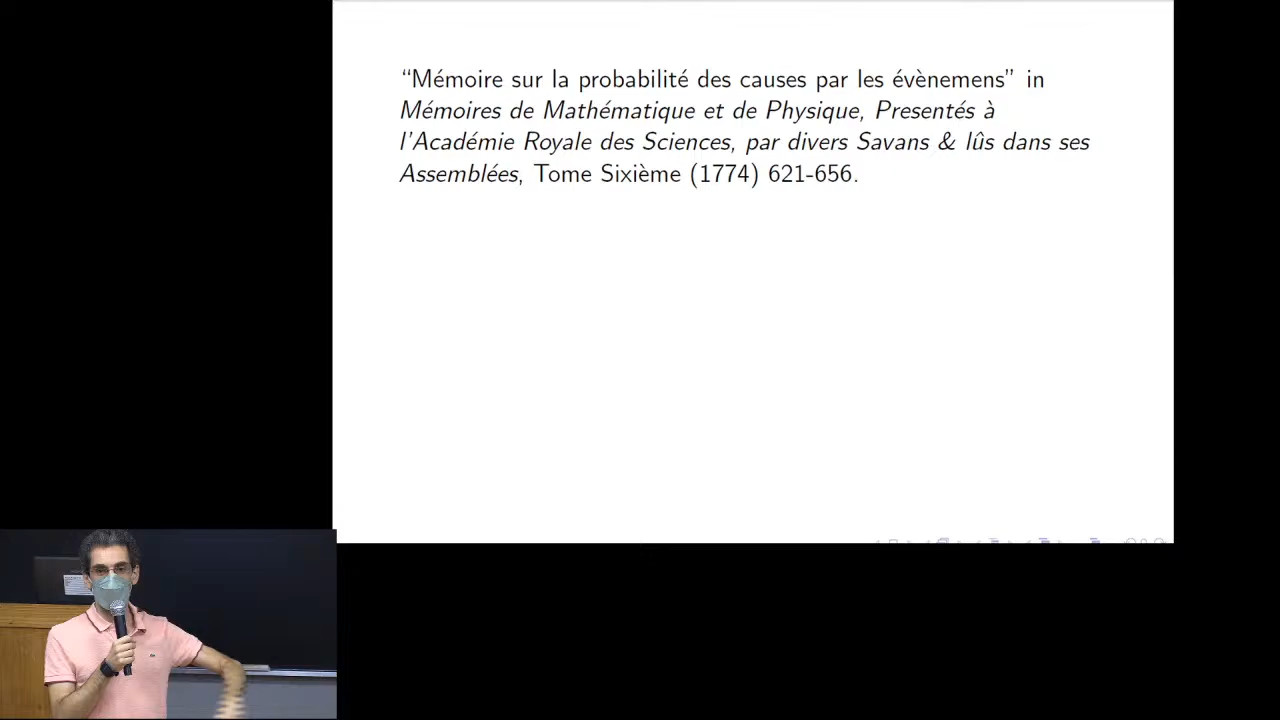 “Mémoire sur la probabilité des causes par les évènemens” in
Mémoires de Mathématique et de Physique, Presentés à
l'Académie Royale des Sciences, par divers Savans & lûs dans ses
Assemblées, Tome Sixième (1774) 621-656.